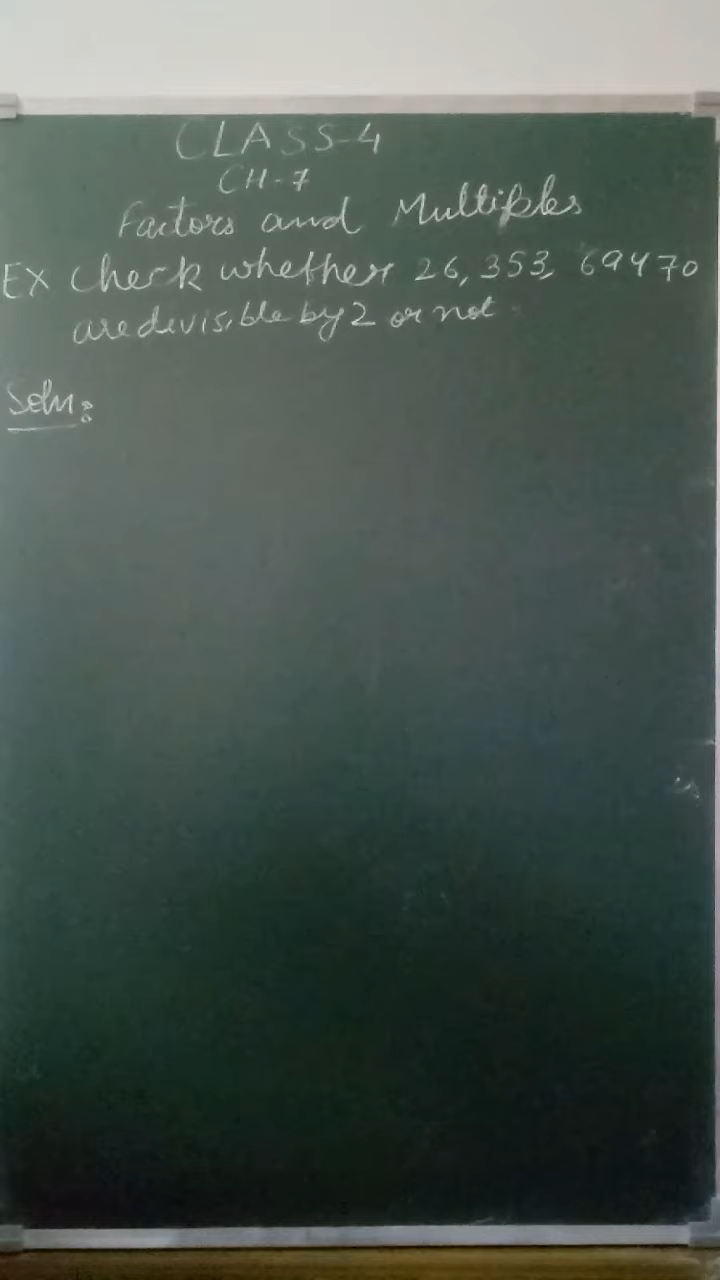 CLASS-4
CH-7
Factors and Multiples
EX Check whether 26, 353, 69470
are devisible by 2 or not
Soln: